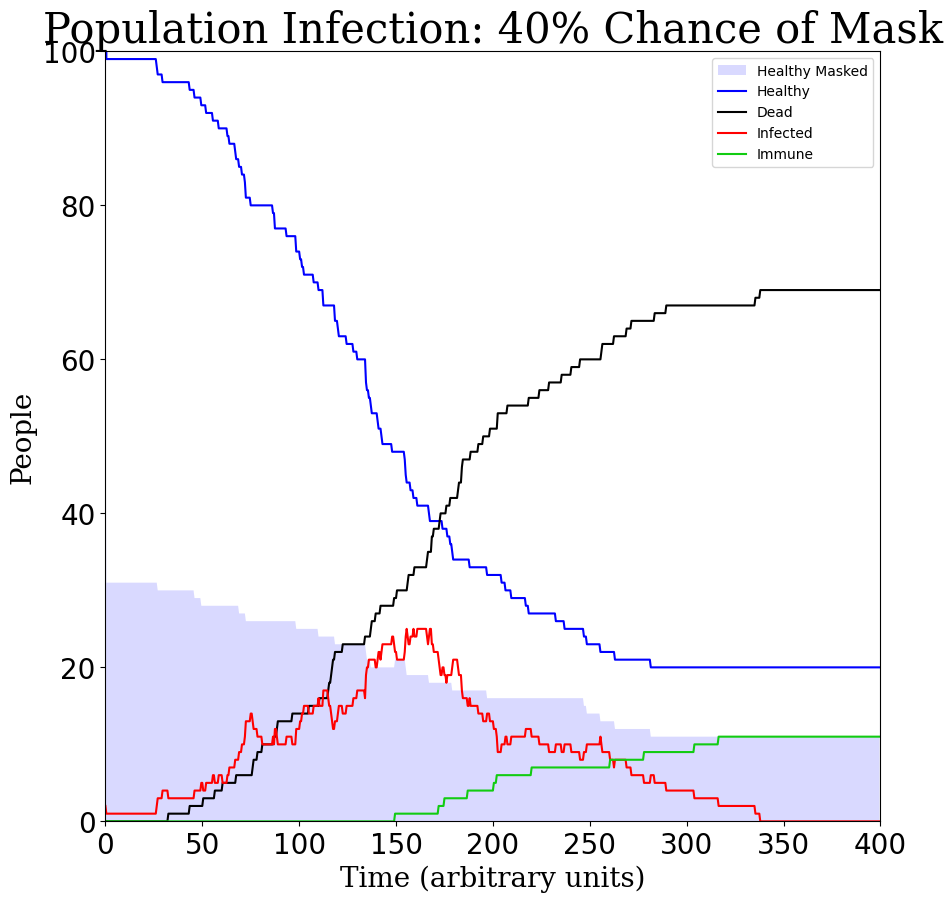 Population Infection: 40% Chance of Mask
100
80
60
40
20
0
People
Healthy Masked
Healthy
Dead
Infected
Immune
0 50 100 150 200 250 300 350 400
Time (arbitrary units)